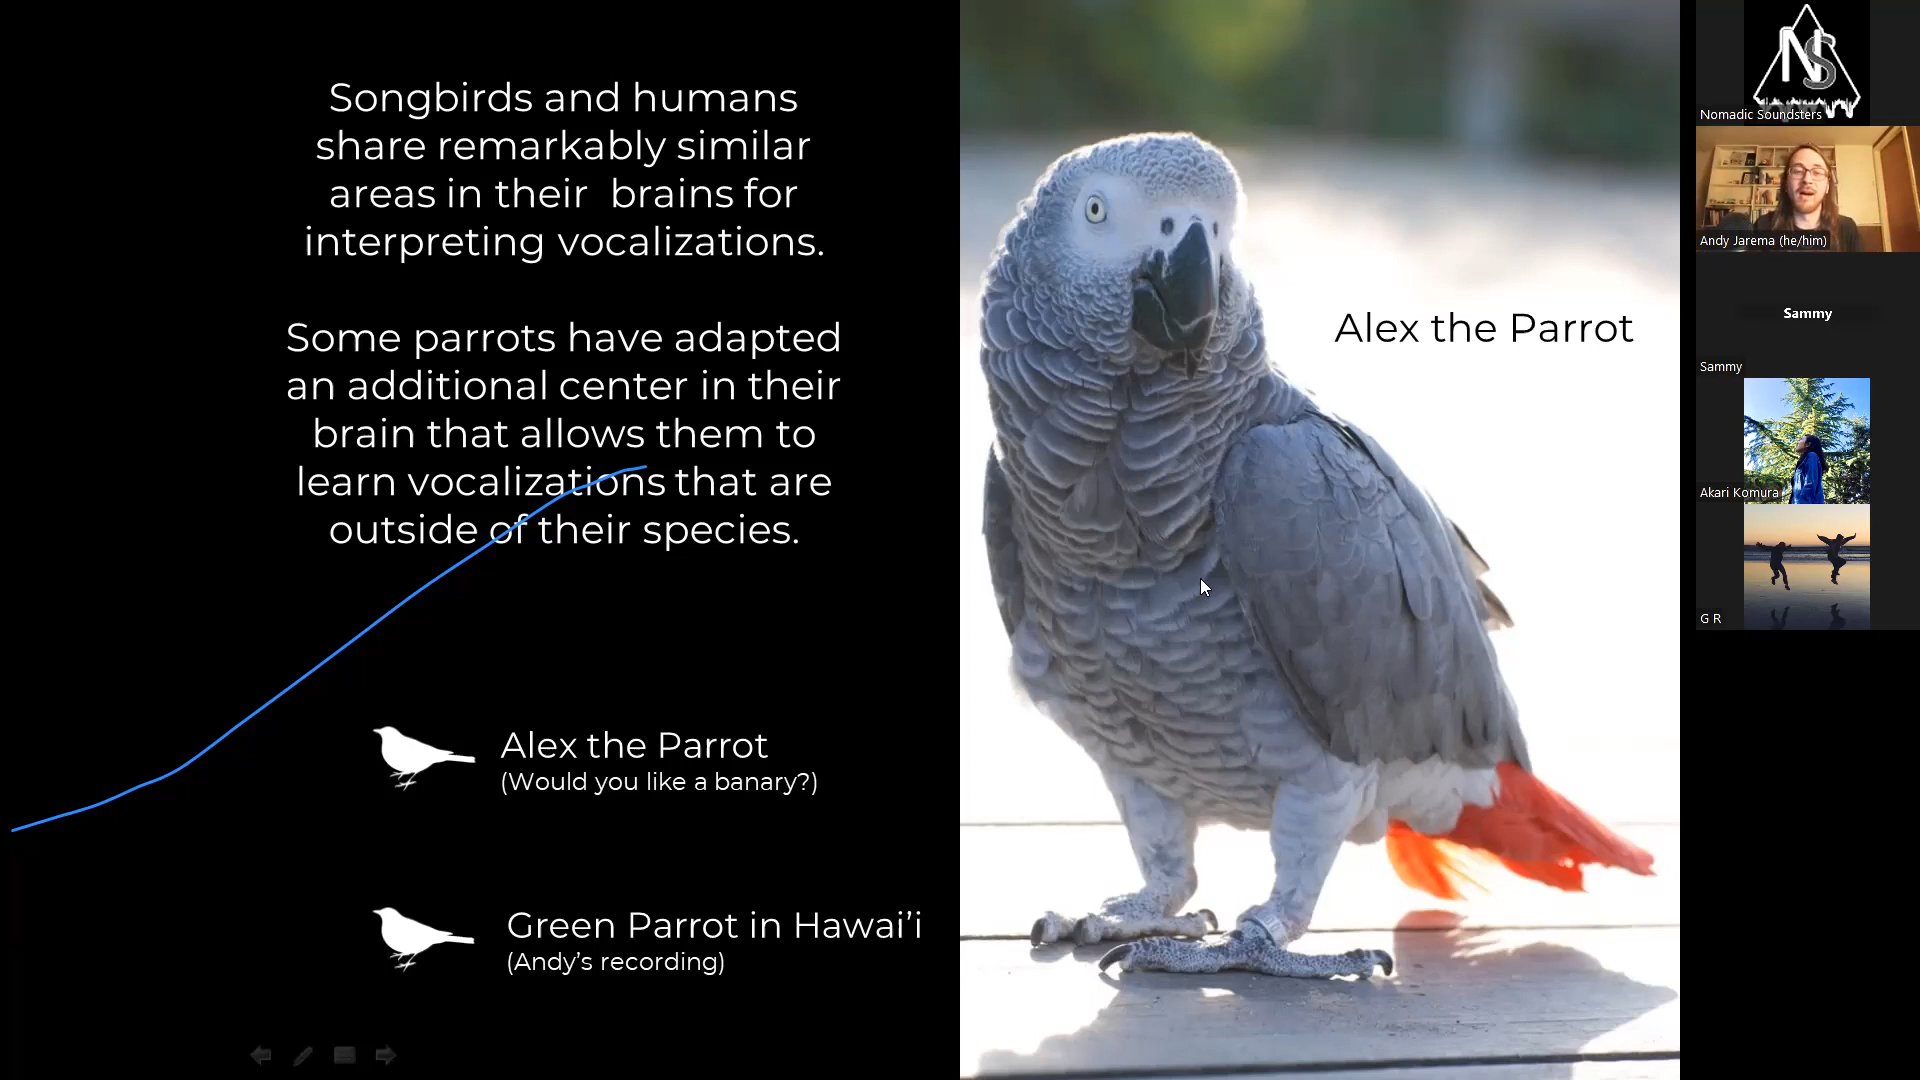 Songbirds and humans
share remarkably similar
areas in their brains for
interpreting vocalizations.
Some parrots have adapted
an additional center in their
brain that allows them to
learn vocalizations that are
outside of their species.
Alex the Parrot
(Would you like a banary?)
Green Parrot in Hawai’i
(Andy’s recording)
Alex the Parrot
NS
Nomadic Soundsters
Andy Jarema (he/him)
Sammy
Sammy
Akari Komura
G R